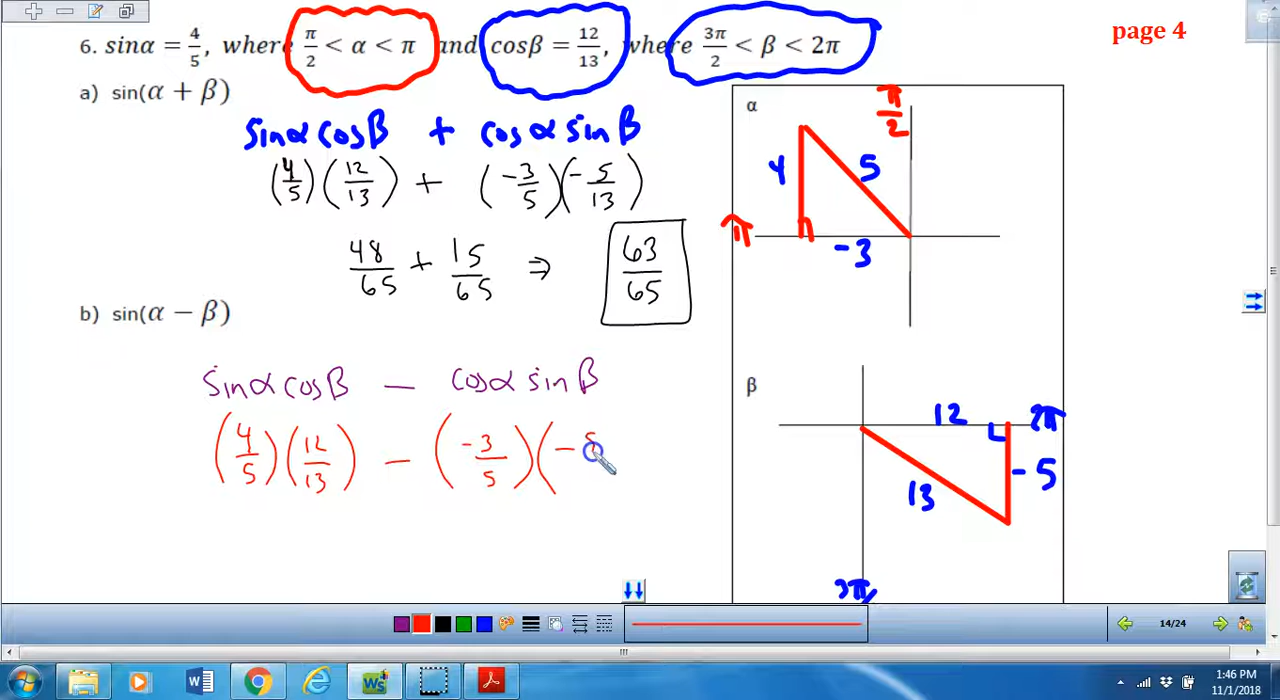 page 4
6. sinα = 4/5, where π/2 < α < π and cosβ = 12/13, where 3π/2 < β < 2π
a) sin(α + β)
sinα cosβ + cosα sinβ
(4/5)(12/13) + (-3/5)(-5/13)
48/65 + 15/65 ⇒ 63/65
b) sin(α − β)
sinα cosβ — cosα sinβ
(4/5)(12/13) — (-3/5)(-
α
π/2
4
5
π
-3
β
12
2π
13
-5
14/24
1:46 PM
11/1/2018